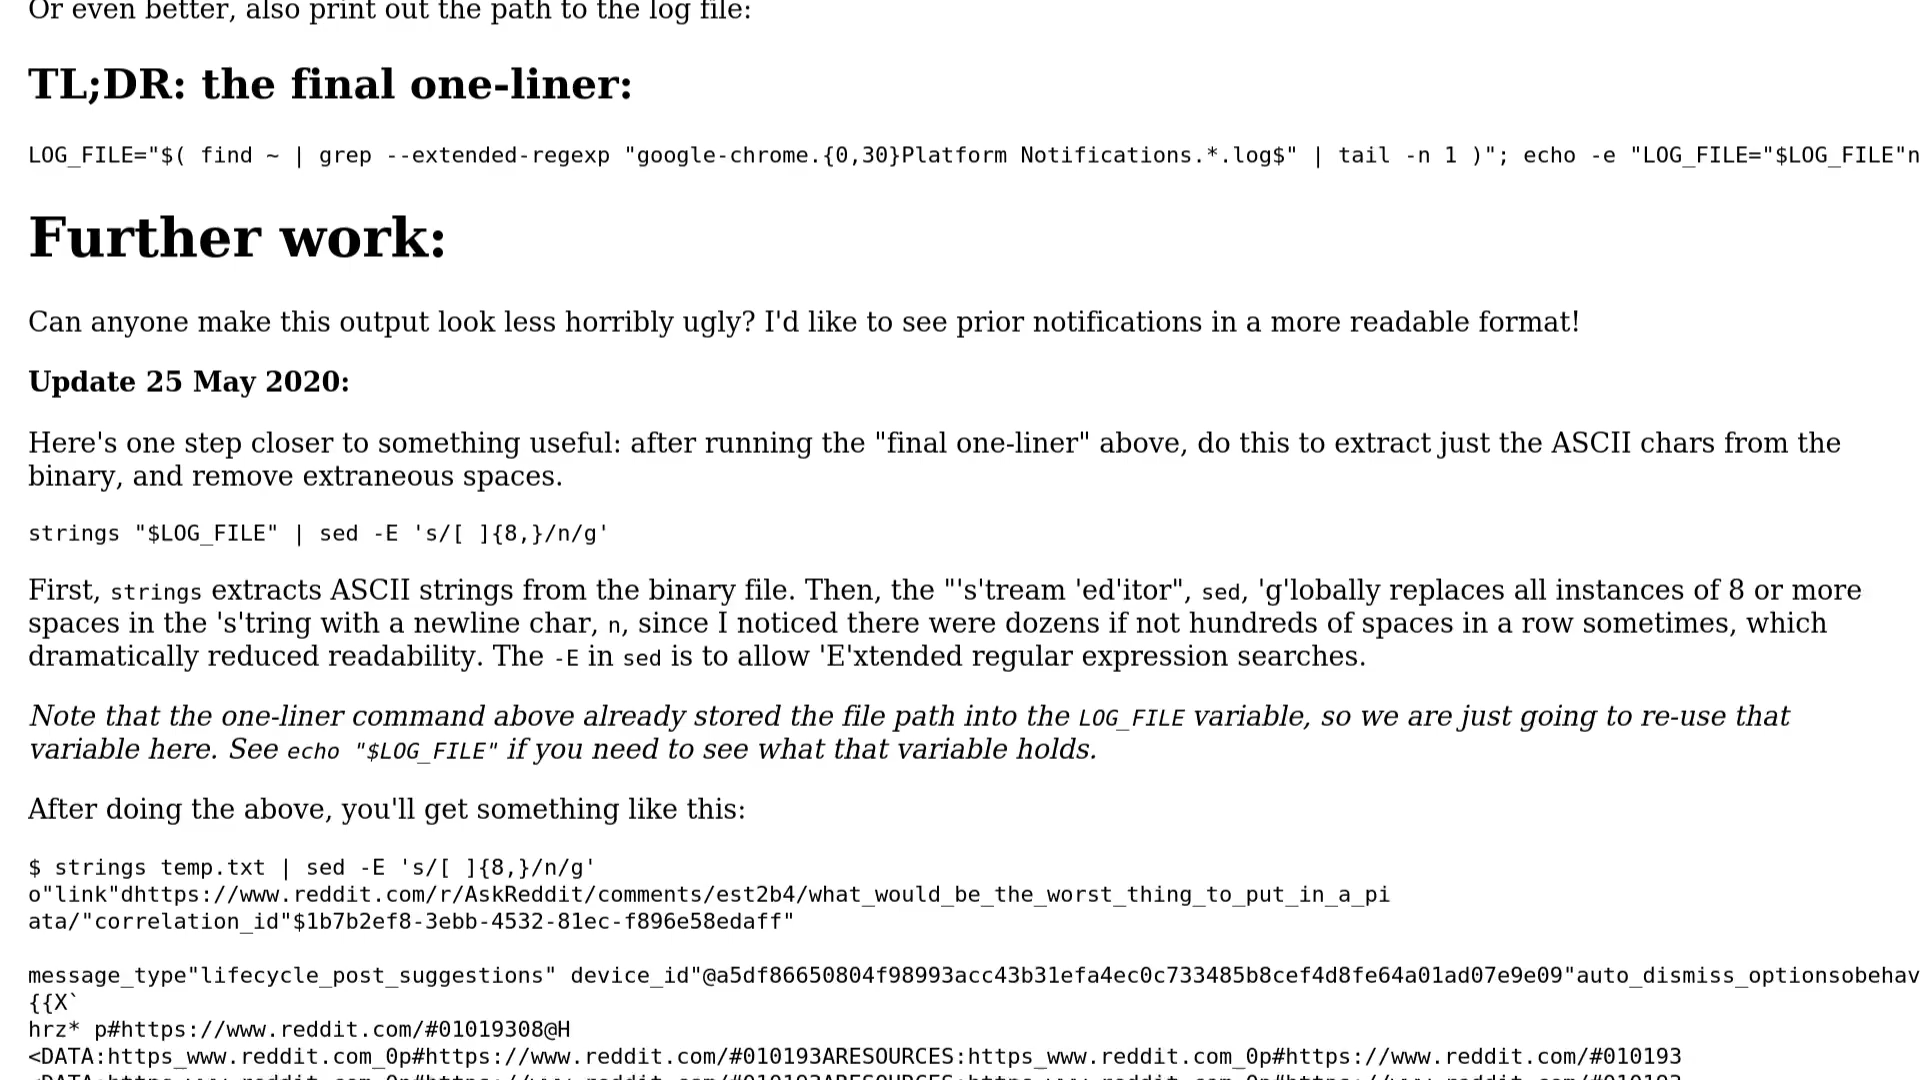 Or even better, also print out the path to the log file:
TL;DR: the final one-liner:
LOG_FILE="$( find ~ | grep --extended-regexp "google-chrome.{0,30}Platform Notifications.*.log$" | tail -n 1 )"; echo -e "LOG_FILE="$LOG_FILE"n
Further work:
Can anyone make this output look less horribly ugly? I'd like to see prior notifications in a more readable format!
Update 25 May 2020:
Here's one step closer to something useful: after running the "final one-liner" above, do this to extract just the ASCII chars from the
binary, and remove extraneous spaces.
strings "$LOG_FILE" | sed -E 's/[ ]{8,}/n/g'
First, strings extracts ASCII strings from the binary file. Then, the "'s'tream 'ed'itor", sed, 'g'lobally replaces all instances of 8 or more
spaces in the 's'tring with a newline char, n, since I noticed there were dozens if not hundreds of spaces in a row sometimes, which
dramatically reduced readability. The -E in sed is to allow 'E'xtended regular expression searches.
Note that the one-liner command above already stored the file path into the LOG_FILE variable, so we are just going to re-use that
variable here. See echo "$LOG_FILE" if you need to see what that variable holds.
After doing the above, you'll get something like this:
$ strings temp.txt | sed -E 's/[ ]{8,}/n/g'
o"link"dhttps://www.reddit.com/r/AskReddit/comments/est2b4/what_would_be_the_worst_thing_to_put_in_a_pi
ata/"correlation_id"$1b7b2ef8-3ebb-4532-81ec-f896e58edaff"
message_type"lifecycle_post_suggestions" device_id"@a5df86650804f98993acc43b31efa4ec0c733485b8cef4d8fe64a01ad07e9e09"auto_dismiss_optionsobehav
{{X`
hrz* p#https://www.reddit.com/#01019308@H
<DATA:https_www.reddit.com_0p#https://www.reddit.com/#010193ARESOURCES:https_www.reddit.com_0p#https://www.reddit.com/#010193